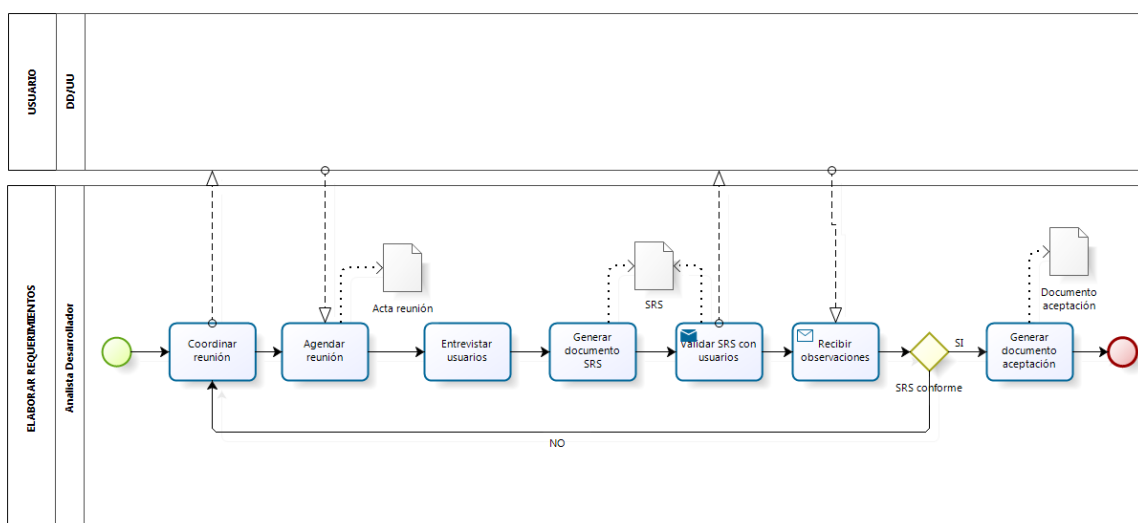 USUARIO
DD/UU
ELABORAR REQUERIMIENTOS
Analista Desarrollador
Coordinar
reunión
Agendar
reunión
Acta reunión
Entrevistar
usuarios
Generar
documento
SRS
SRS
Validar SRS con
usuarios
Recibir
observaciones
SRS conforme
SI
NO
Generar
documento
aceptación
Documento
aceptación